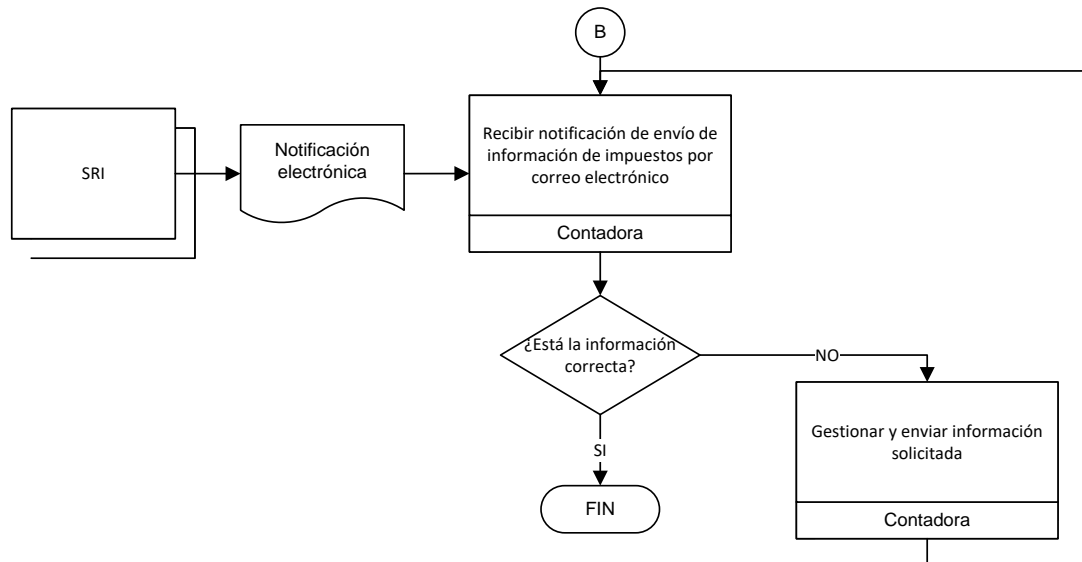 B
SRI
Notificación
electrónica
Recibir notificación de envío de
información de impuestos por
correo electrónico
Contadora
¿Está la información
correcta?
NO
Gestionar y enviar información
solicitada
Contadora
SI
FIN